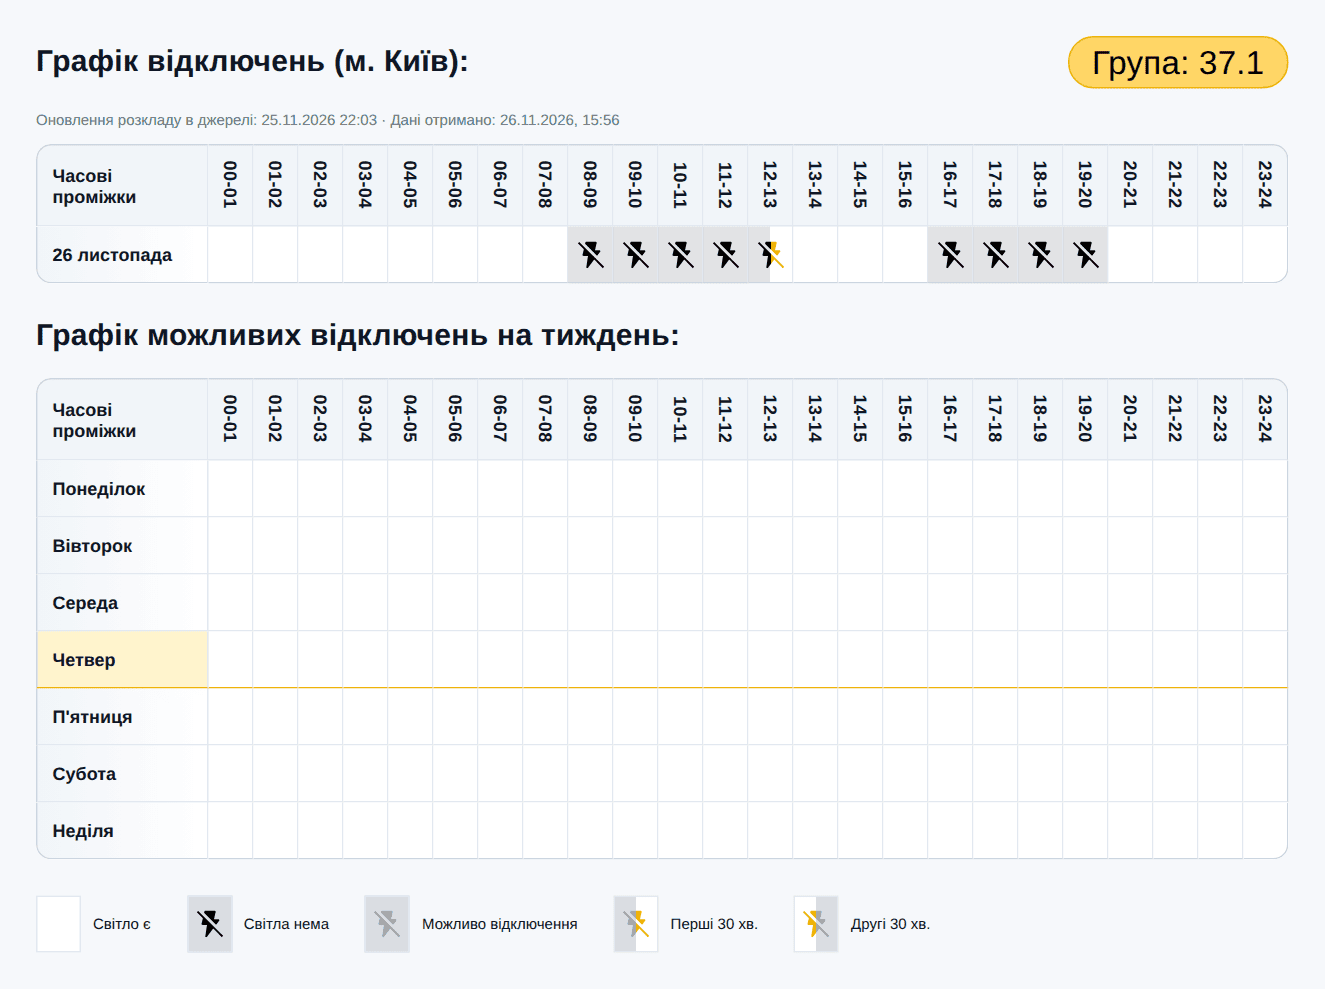 Графік відключень (м. Київ):
Група: 37.1
Оновлення розкладу в джерелі: 25.11.2026 22:03 · Дані отримано: 26.11.2026, 15:56
Часові проміжки 00-01 01-02 02-03 03-04 04-05 05-06 06-07 07-08 08-09 09-10 10-11 11-12 12-13 13-14 14-15 15-16 16-17 17-18 18-19 19-20 20-21 21-22 22-23 23-24
26 листопада
Графік можливих відключень на тиждень:
Часові проміжки 00-01 01-02 02-03 03-04 04-05 05-06 06-07 07-08 08-09 09-10 10-11 11-12 12-13 13-14 14-15 15-16 16-17 17-18 18-19 19-20 20-21 21-22 22-23 23-24
Понеділок
Вівторок
Середа
Четвер
П'ятниця
Субота
Неділя
Світло є Світла нема Можливо відключення Перші 30 хв. Другі 30 хв.